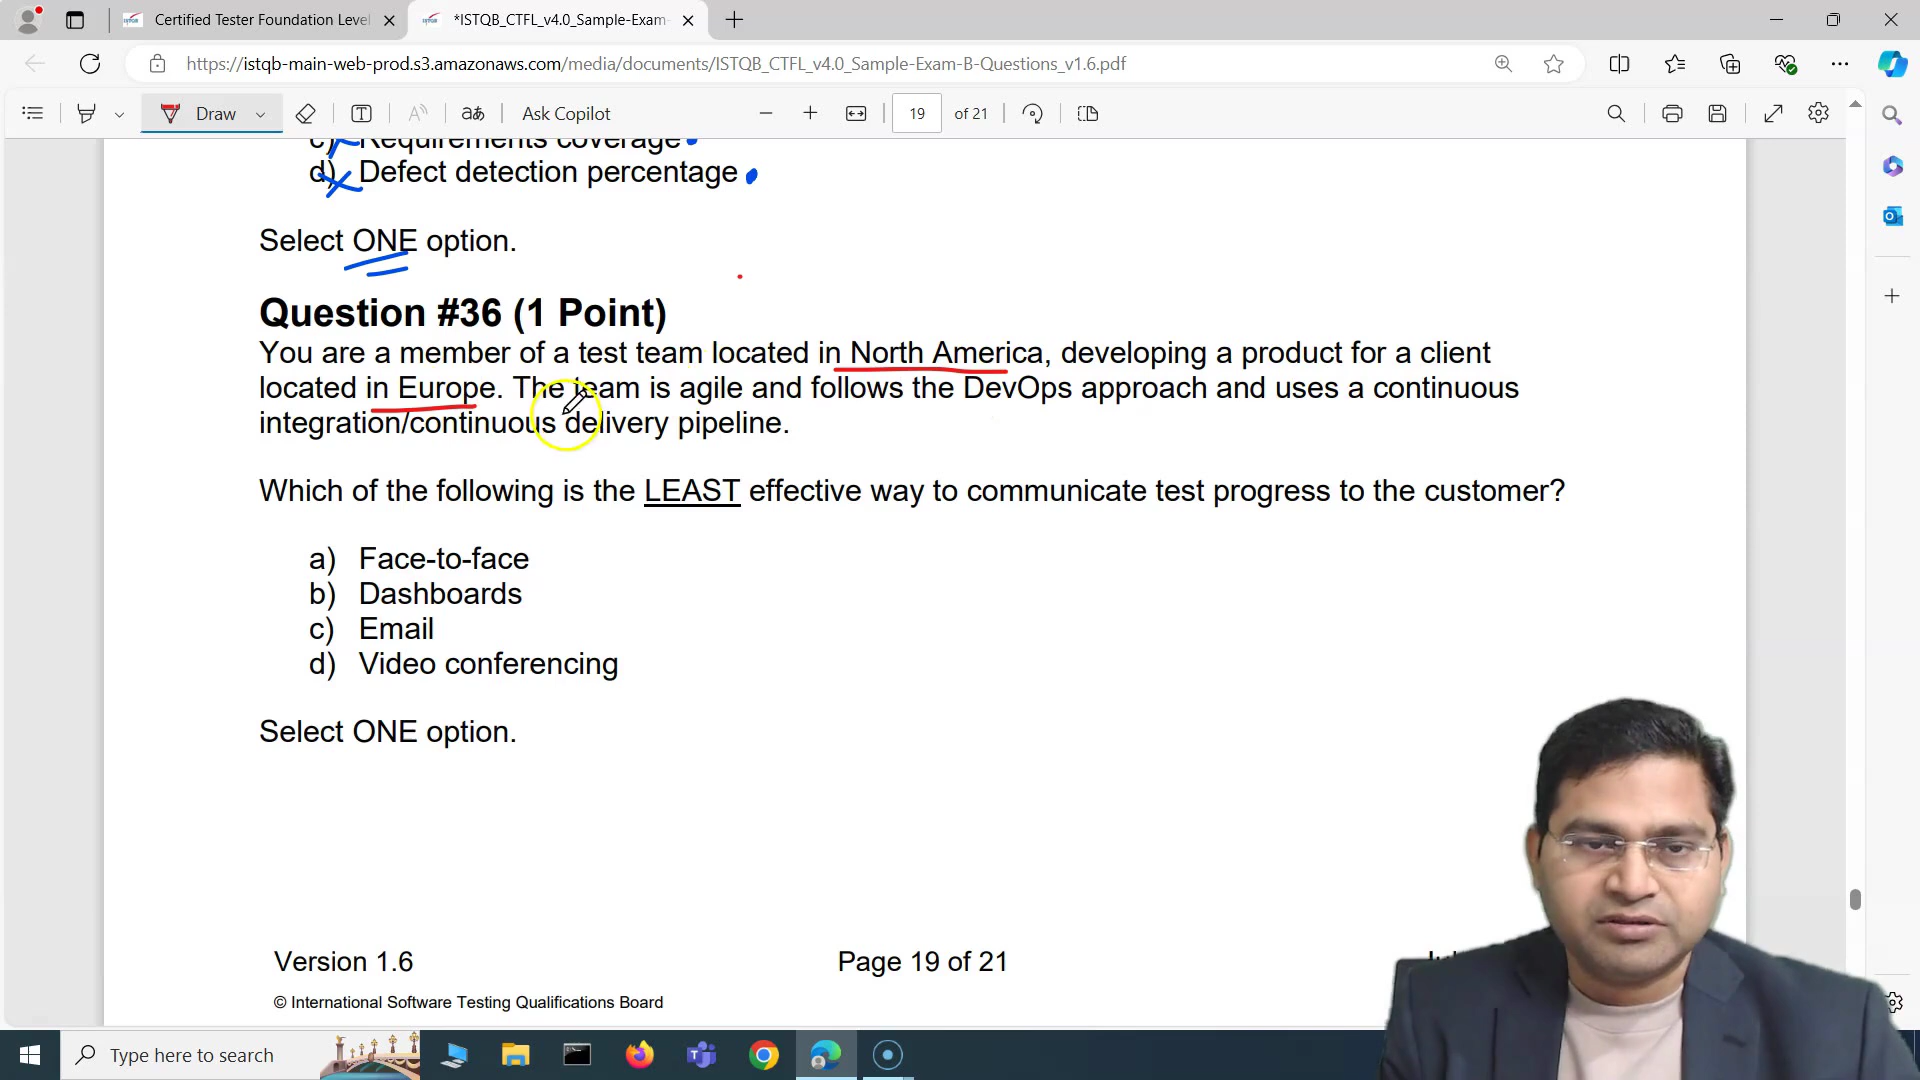 Certified Tester Foundation Level
*ISTQB_CTFL_v4.0_Sample-Exam-
https://istqb-main-web-prod.s3.amazonaws.com/media/documents/ISTQB_CTFL_v4.0_Sample-Exam-B-Questions_v1.6.pdf
Draw
aあ
Ask Copilot
19 of 21
c) Requirements coverage
d) Defect detection percentage
Select ONE option.
Question #36 (1 Point)
You are a member of a test team located in North America, developing a product for a client
located in Europe. The team is agile and follows the DevOps approach and uses a continuous
integration/continuous delivery pipeline.
Which of the following is the LEAST effective way to communicate test progress to the customer?
a) Face-to-face
b) Dashboards
c) Email
d) Video conferencing
Select ONE option.
Version 1.6
Page 19 of 21
© International Software Testing Qualifications Board
Type here to search